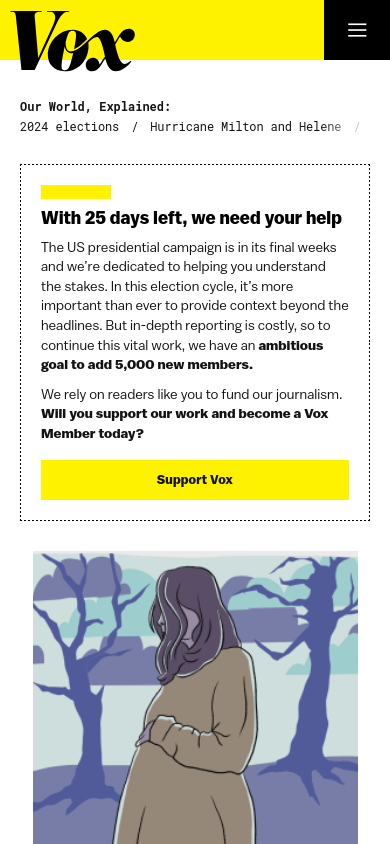 Vox
Our World, Explained:
2024 elections / Hurricane Milton and Helene /
With 25 days left, we need your help
The US presidential campaign is in its final weeks
and we’re dedicated to helping you understand
the stakes. In this election cycle, it’s more
important than ever to provide context beyond the
headlines. But in-depth reporting is costly, so to
continue this vital work, we have an ambitious
goal to add 5,000 new members.
We rely on readers like you to fund our journalism.
Will you support our work and become a Vox
Member today?
Support Vox